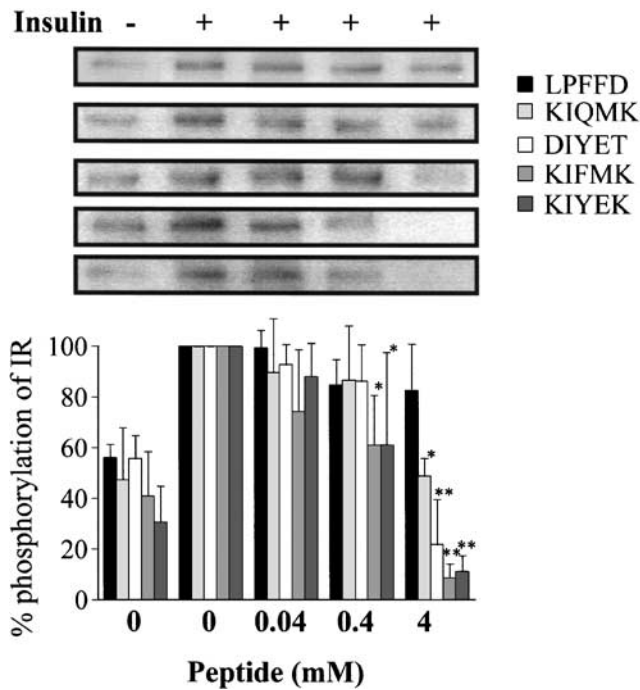 Insulin - + + + +
LPFFD
KIQMK
DIYET
KIFMK
KIYEK
% phosphorylation of IR
100
80
60
40
20
0
* *
* ** ** **
0 0 0.04 0.4 4
Peptide (mM)